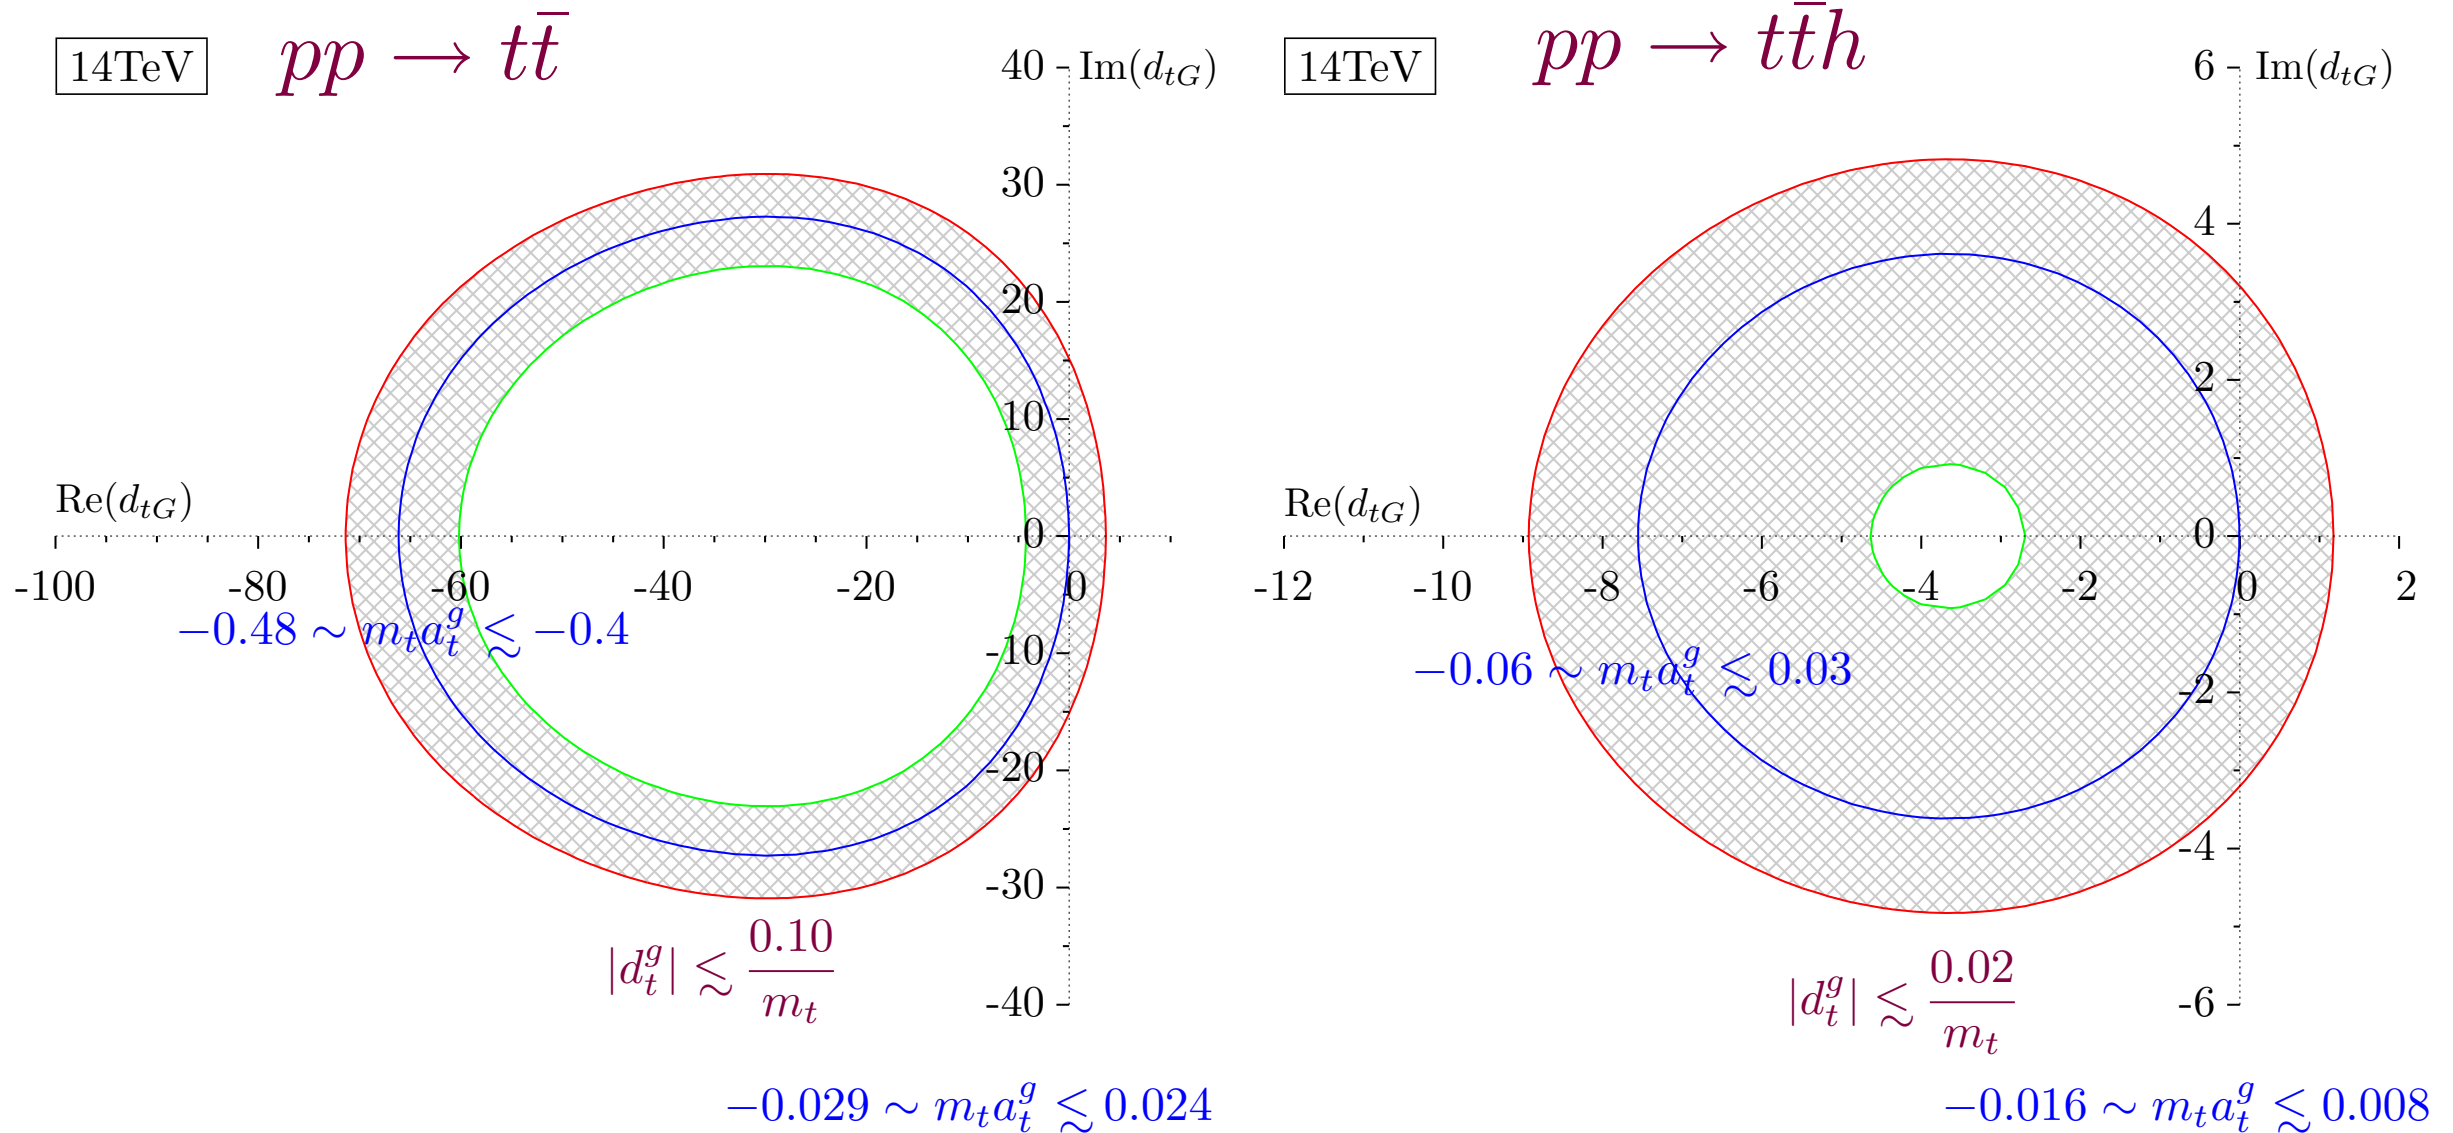 14TeV
pp → tt̄
40
Im(d_{tG})
30
20
10
0
-10
-20
-30
-40
Re(d_{tG})
-100 -80 -60 -40 -20 0
−0.48 ∼ m_t a_t^g ≲ −0.4
|d_t^g| ≲ 0.10/m_t
−0.029 ∼ m_t a_t^g ≲ 0.024
14TeV
pp → tt̄h
6
Im(d_{tG})
4
2
0
-2
-4
-6
Re(d_{tG})
-12 -10 -8 -6 -4 -2 0 2
−0.06 ∼ m_t a_t^g ≲ 0.03
|d_t^g| ≲ 0.02/m_t
−0.016 ∼ m_t a_t^g ≲ 0.008